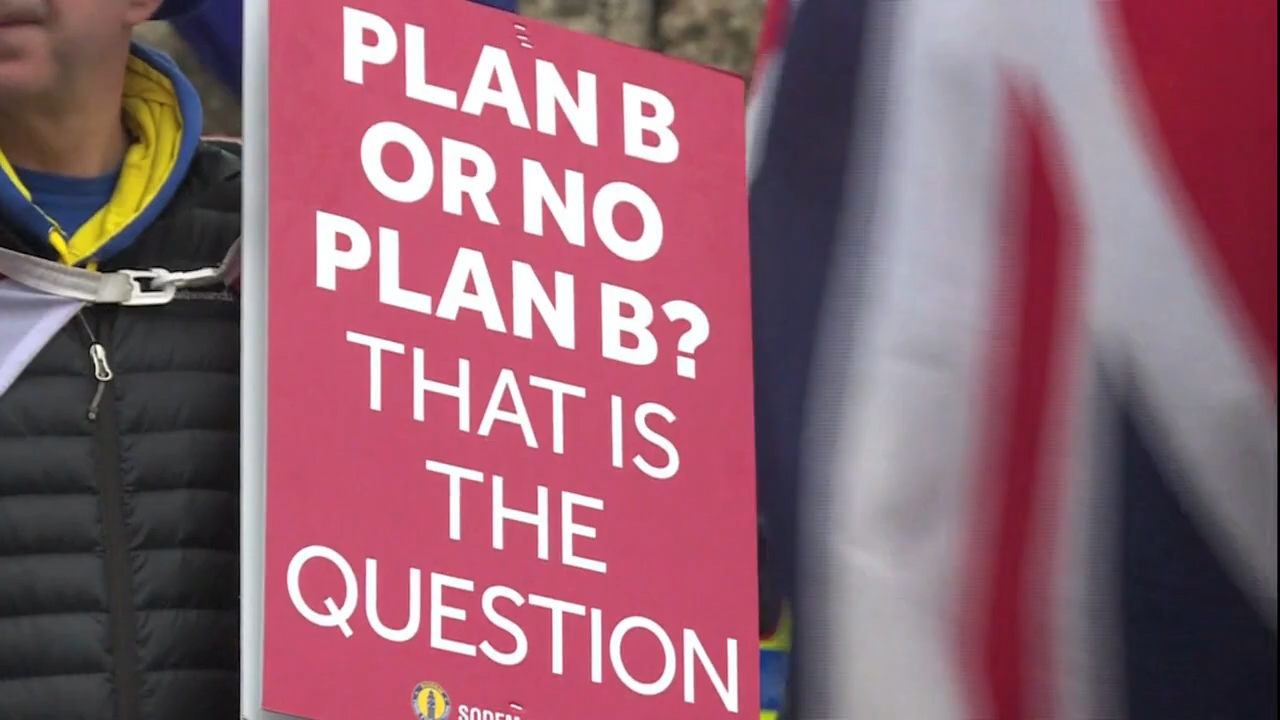 PLAN B
OR NO
PLAN B?
THAT IS
THE
QUESTION